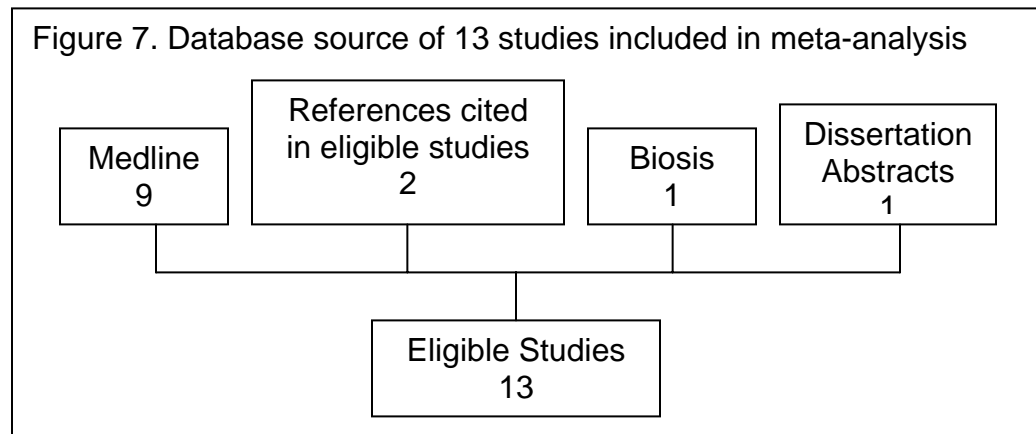 Figure 7. Database source of 13 studies included in meta-analysis
Medline
9
References cited
in eligible studies
2
Biosis
1
Dissertation
Abstracts
1
Eligible Studies
13